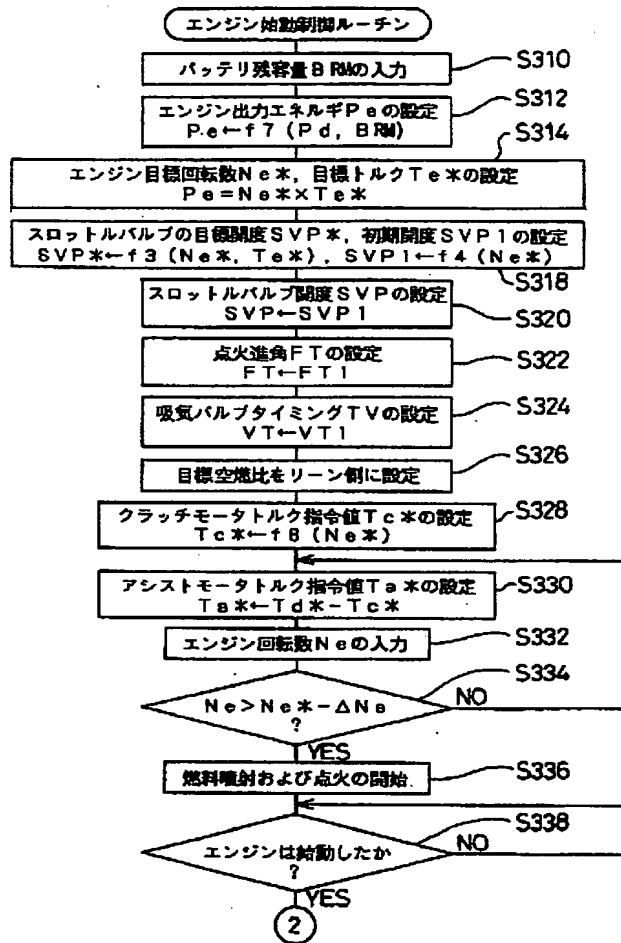 エンジン始動制御ルーチン
バッテリ残容量BRMの入力
S310
エンジン出力エネルギPeの設定
Pe←f7(Pd,BRM)
S312
エンジン目標回転数Ne*,目標トルクTe*の設定
Pe=Ne*×Te*
S314
スロットルバルブの目標開度SVP*,初期開度SVP1の設定
SVP*←f3(Ne*,Te*),SVP1←f4(Ne*)
S318
スロットルバルブ開度SVPの設定
SVP←SVP1
S320
点火進角FTの設定
FT←FT1
S322
吸気バルブタイミングTVの設定
VT←VT1
S324
目標空燃比をリーン側に設定
S326
クラッチモータトルク指令値Tc*の設定
Tc*←f8(Ne*)
S328
アシストモータトルク指令値Ta*の設定
Ta*←Td*-Tc*
S330
エンジン回転数Neの入力
S332
Ne>Ne*-ΔNe
?
S334
NO
YES
燃料噴射および点火の開始
S336
エンジンは始動したか
?
S338
NO
YES
2